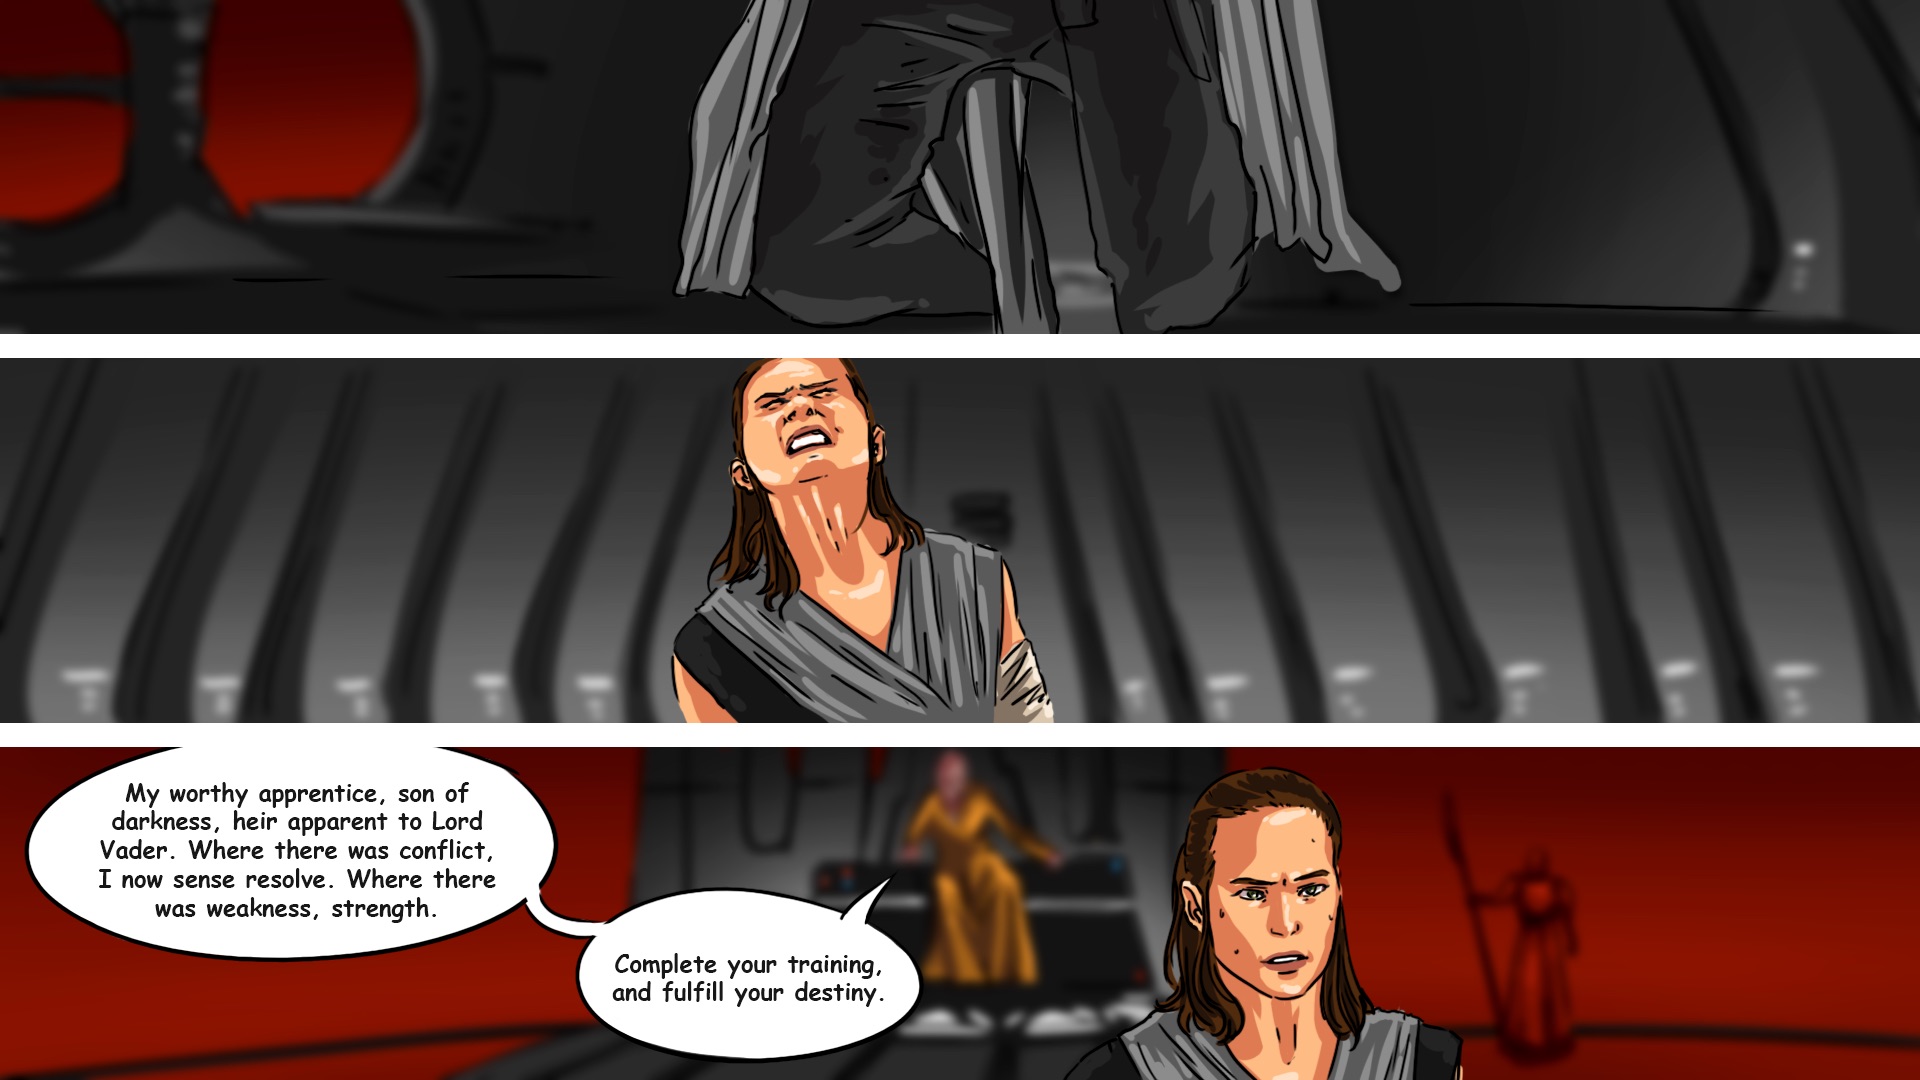 My worthy apprentice, son of
darkness, heir apparent to Lord
Vader. Where there was conflict,
I now sense resolve. Where there
was weakness, strength.
Complete your training,
and fulfill your destiny.